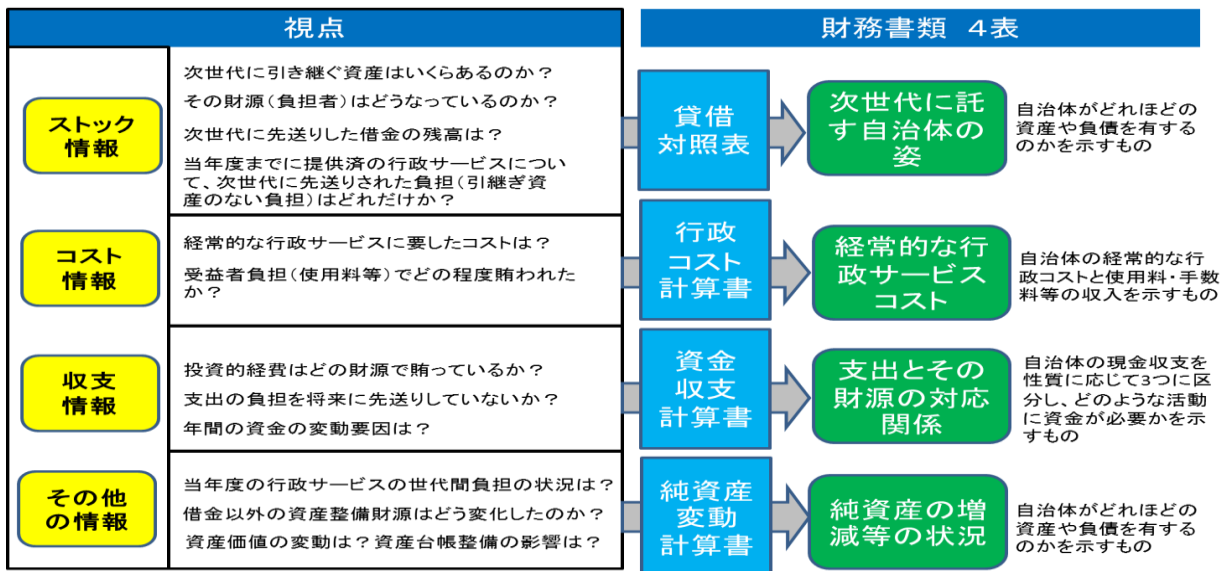 視点
財務書類 4表
ストック
情報
次世代に引き継ぐ資産はいくらあるのか？
その財源(負担者)はどうなっているのか？
次世代に先送りした借金の残高は？
当年度までに提供済の行政サービスについ
て、次世代に先送りされた負担(引継ぎ資
産のない負担)はどれだけか？
貸借
対照表
次世代に託
す自治体の
姿
自治体がどれほどの
資産や負債を有する
のかを示すもの
コスト
情報
経常的な行政サービスに要したコストは？
受益者負担(使用料等)でどの程度賄われた
か？
行政
コスト
計算書
経常的な行
政サービス
コスト
自治体の経常的な行
政コストと使用料・手数
料等の収入を示すもの
収支
情報
投資的経費はどの財源で賄っているか？
支出の負担を将来に先送りしていないか？
年間の資金の変動要因は？
資金
収支
計算書
支出とその
財源の対応
関係
自治体の現金収支を
性質に応じて3つに区
分し、どのような活動
に資金が必要かを示
すもの
その他
の情報
当年度の行政サービスの世代間負担の状況は？
借金以外の資産整備財源はどう変化したのか？
資産価値の変動は？資産台帳整備の影響は？
純資産
変動
計算書
純資産の増
減等の状況
自治体がどれほどの
資産や負債を有する
のかを示すもの